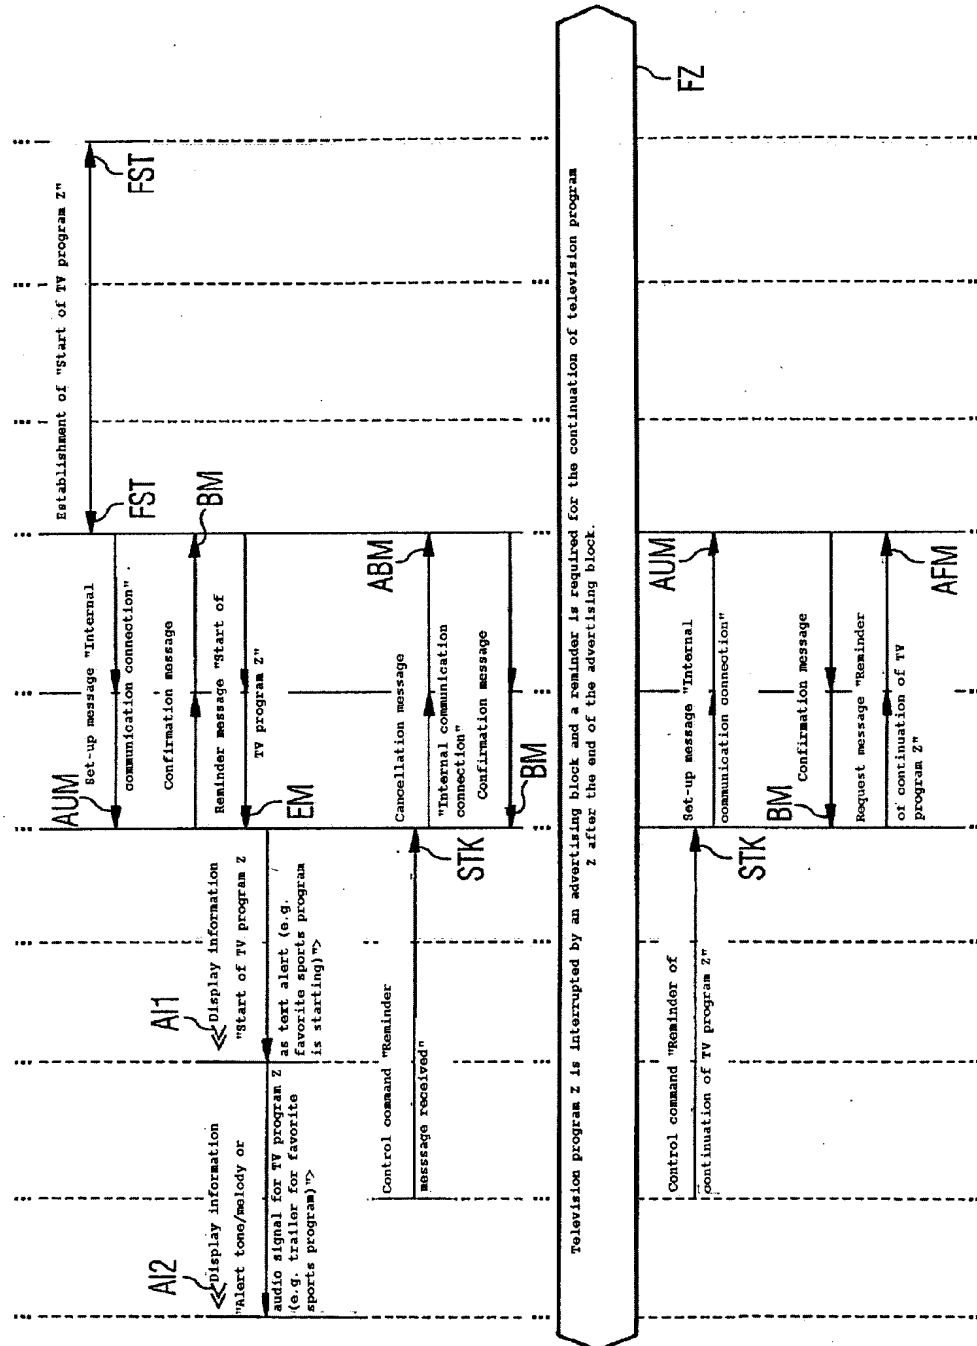 Establishment of "Start of TV program Z"
FST
FST
Set-up message "Internal
communication connection"
AUM
Confirmation message
BM
Reminder message "Start of
TV program Z"
EM
AI1
Display information
"Start of TV program Z
as text alert (e.g.
favorite sports program
is starting)">
AI2
Display information
"Alert tone/melody or
audio signal for TV program Z
(e.g. trailer for favorite
sports program)">
Control command "Reminder
messsage received"
STK
Cancellation message
"Internal communication
connection"
ABM
Confirmation message
BM
Television program Z is interrupted by an advertising block and a reminder is required for the continuation of television program
Z after the end of the advertising block.
FZ
Control command "Reminder of
continuation of TV program Z"
STK
Set-up message "Internal
communication connection"
AUM
Confirmation message
BM
Request message "Reminder
of continuation of TV
program Z"
AFM